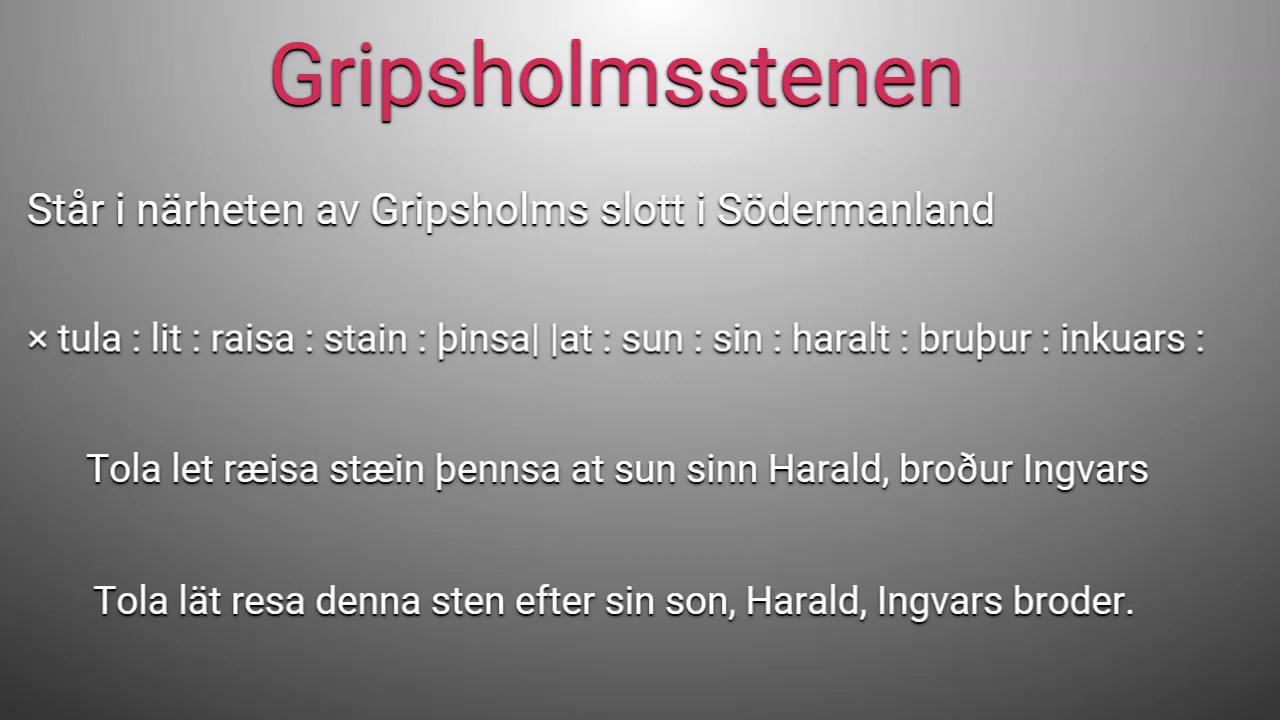 Gripsholmsstenen
Står i närheten av Gripsholms slott i Södermanland
× tula : lit : raisa : stain : þinsa| |at : sun : sin : haralt : bruþur : inkuars :
Tola let ræisa stæin þennsa at sun sinn Harald, broður Ingvars
Tola lät resa denna sten efter sin son, Harald, Ingvars broder.